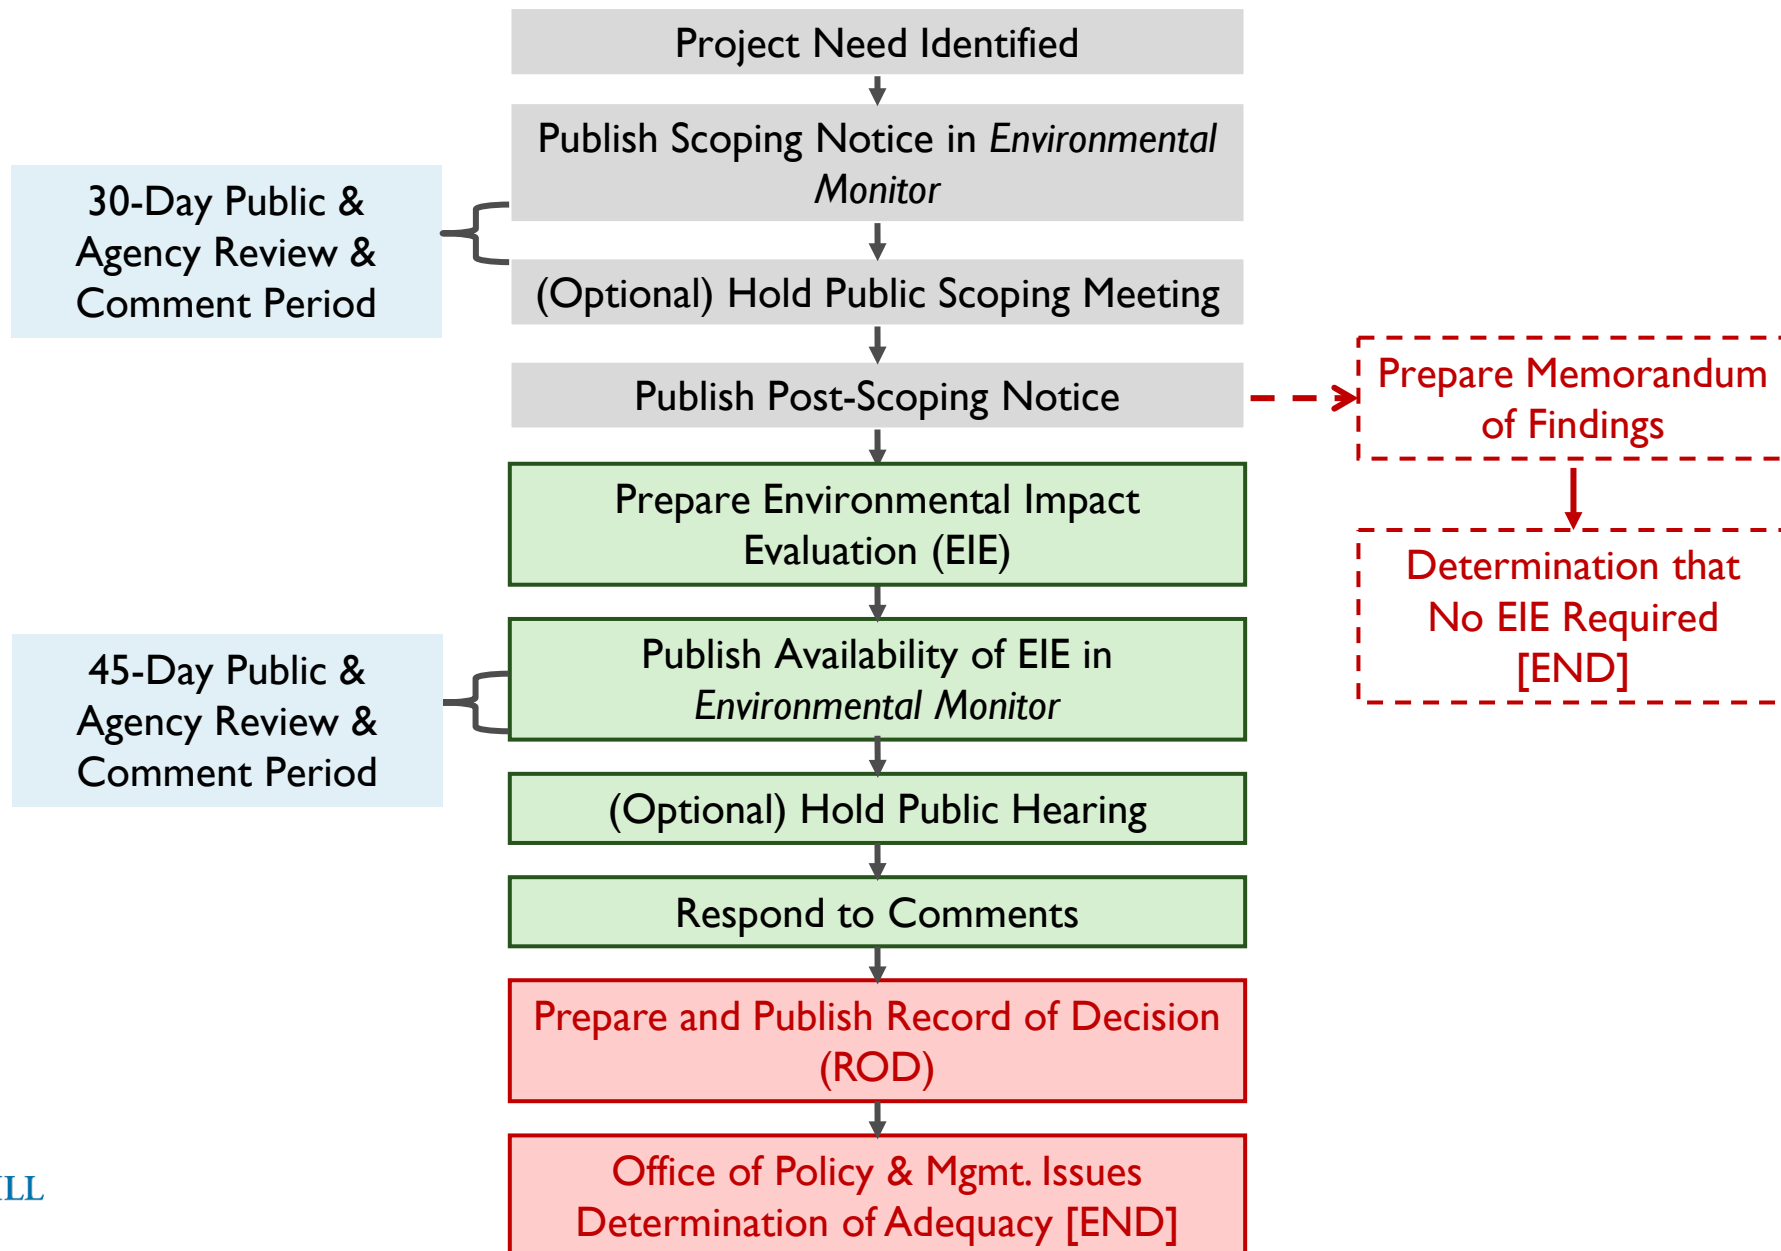 Project Need Identified
Publish Scoping Notice in Environmental
Monitor
30-Day Public &
Agency Review &
Comment Period
(Optional) Hold Public Scoping Meeting
Publish Post-Scoping Notice
Prepare Memorandum
of Findings
Determination that
No EIE Required
[END]
Prepare Environmental Impact
Evaluation (EIE)
Publish Availability of EIE in
Environmental Monitor
45-Day Public &
Agency Review &
Comment Period
(Optional) Hold Public Hearing
Respond to Comments
Prepare and Publish Record of Decision
(ROD)
Office of Policy & Mgmt. Issues
Determination of Adequacy [END]
ILL